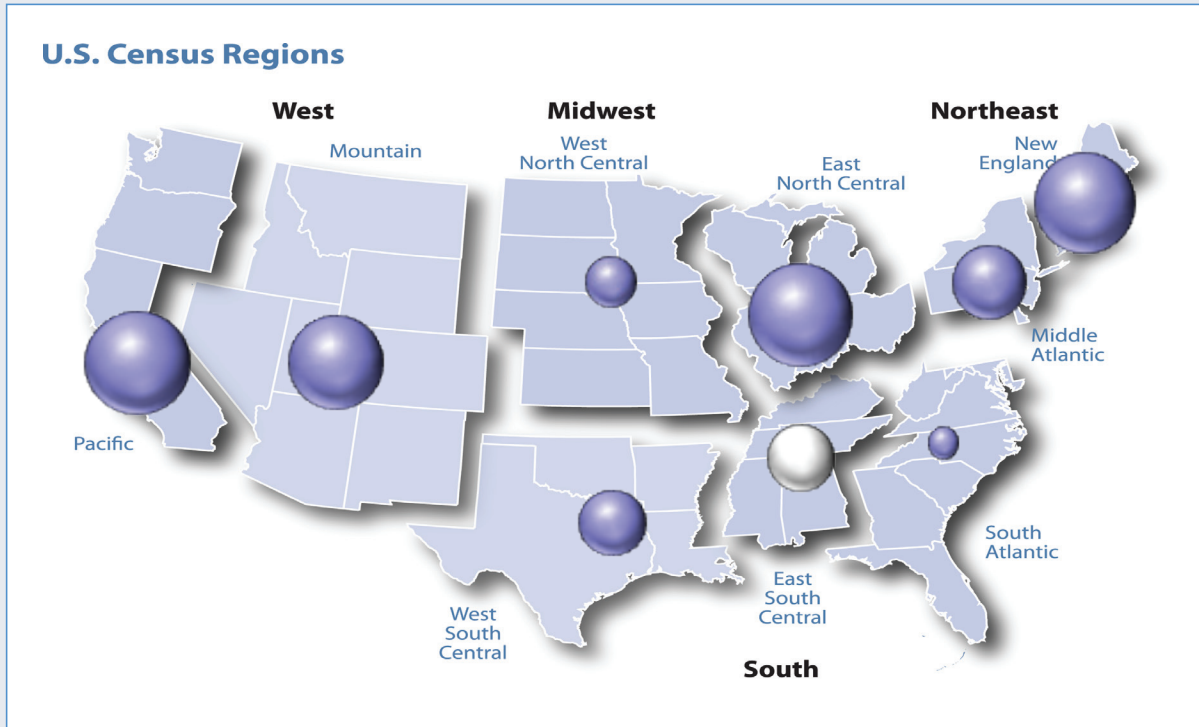 U.S. Census Regions
West
Midwest
Northeast
Mountain
West
North Central
East
North Central
New
England
Middle
Atlantic
Pacific
South
Atlantic
East
South
Central
West
South
Central
South